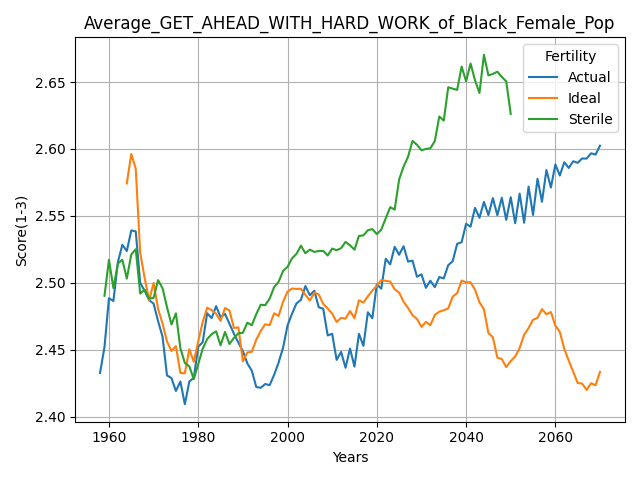 Average_GET_AHEAD_WITH_HARD_WORK_of_Black_Female_Pop
Fertility
Actual
Ideal
Sterile
Score(1-3)
2.65
2.60
2.55
2.50
2.45
2.40
1960 1980 2000 2020 2040 2060
Years